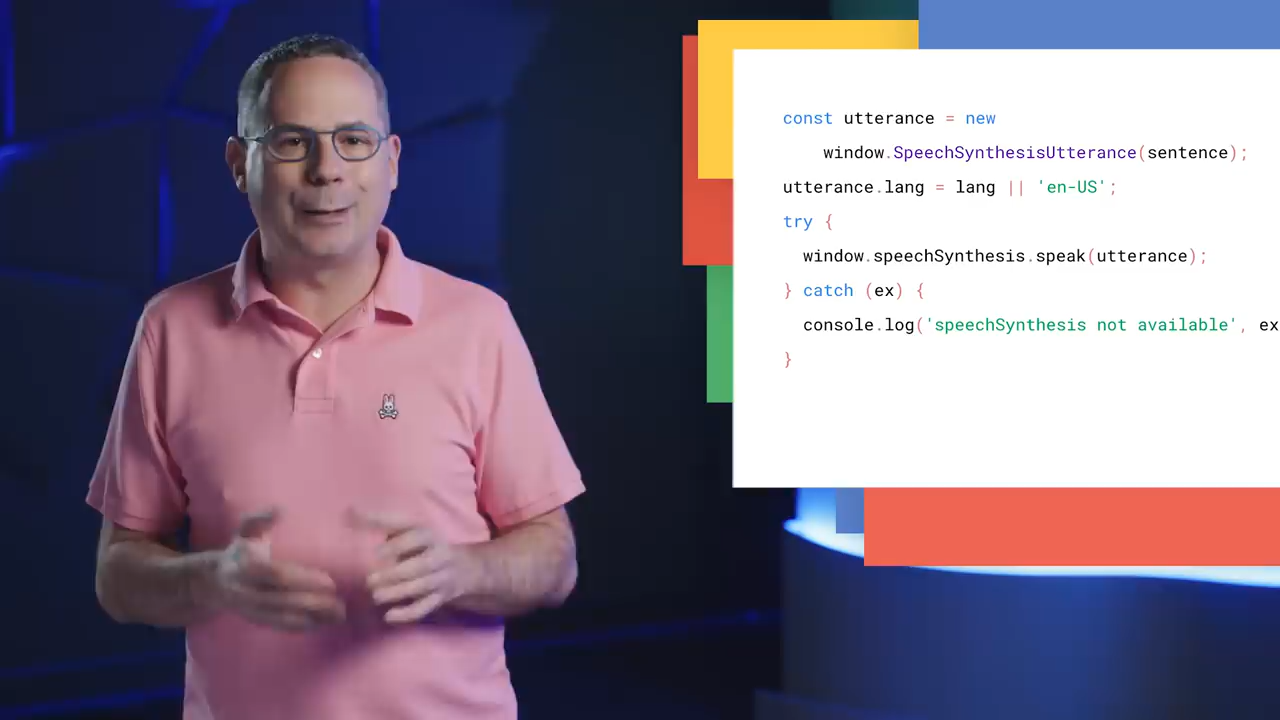 const utterance = new
window.SpeechSynthesisUtterance(sentence);
utterance.lang = lang || 'en-US';
try {
window.speechSynthesis.speak(utterance);
} catch (ex) {
console.log('speechSynthesis not available', ex
}